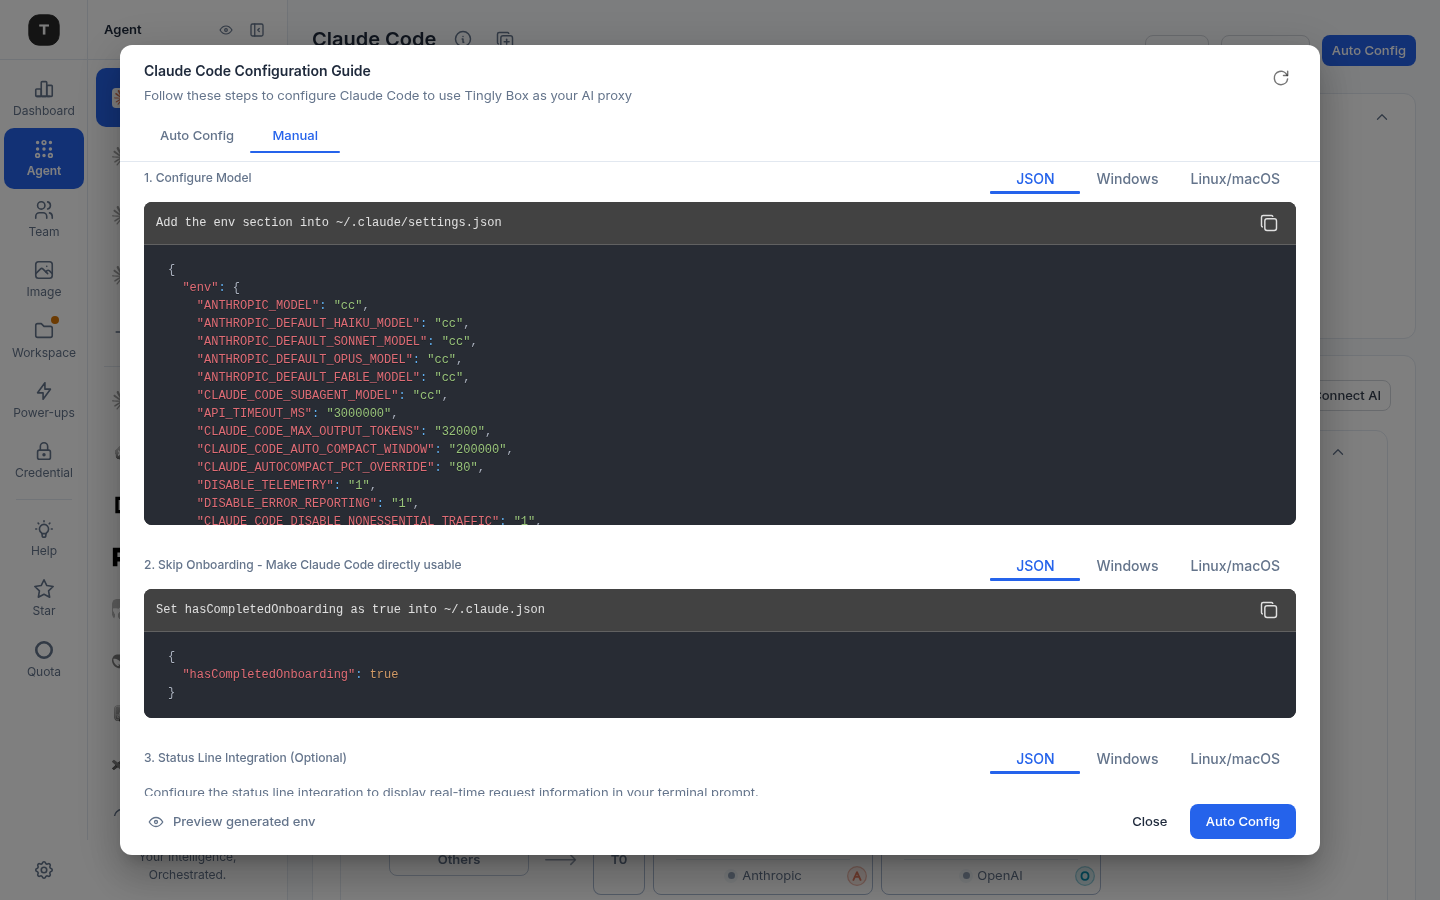 T
Agent
Claude Code
Auto Config
Dashboard
Agent
Team
Image
Workspace
Power-ups
Credential
Help
Star
Quota
Claude Code Configuration Guide
Follow these steps to configure Claude Code to use Tingly Box as your AI proxy
Auto Config
Manual
1. Configure Model
JSON
Windows
Linux/macOS
Add the env section into ~/.claude/settings.json
{
"env": {
"ANTHROPIC_MODEL": "cc",
"ANTHROPIC_DEFAULT_HAIKU_MODEL": "cc",
"ANTHROPIC_DEFAULT_SONNET_MODEL": "cc",
"ANTHROPIC_DEFAULT_OPUS_MODEL": "cc",
"ANTHROPIC_DEFAULT_FABLE_MODEL": "cc",
"CLAUDE_CODE_SUBAGENT_MODEL": "cc",
"API_TIMEOUT_MS": "3000000",
"CLAUDE_CODE_MAX_OUTPUT_TOKENS": "32000",
"CLAUDE_CODE_AUTO_COMPACT_WINDOW": "200000",
"CLAUDE_AUTOCOMPACT_PCT_OVERRIDE": "80",
"DISABLE_TELEMETRY": "1",
"DISABLE_ERROR_REPORTING": "1",
"CLAUDE_CODE_DISABLE_NONESSENTIAL_TRAFFIC": "1",
2. Skip Onboarding - Make Claude Code directly usable
JSON
Windows
Linux/macOS
Set hasCompletedOnboarding as true into ~/.claude.json
{
"hasCompletedOnboarding": true
}
3. Status Line Integration (Optional)
JSON
Windows
Linux/macOS
Configure the status line integration to display real-time request information in your terminal prompt.
Preview generated env
Close
Auto Config
onnect AI
Your Intelligence,
Orchestrated.
Others
T0
Anthropic
A
OpenAI
O